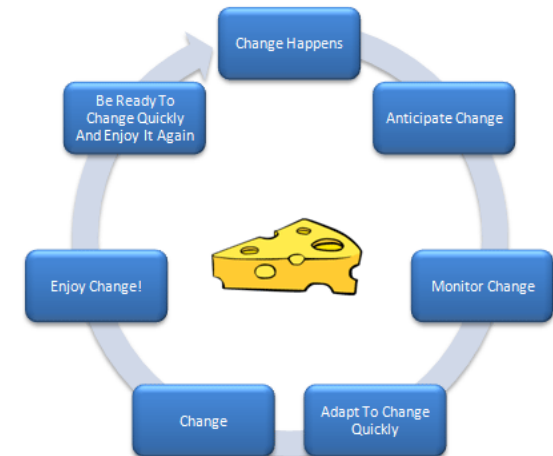 Change Happens
Anticipate Change
Monitor Change
Adapt To Change
Quickly
Change
Enjoy Change!
Be Ready To
Change Quickly
And Enjoy It Again